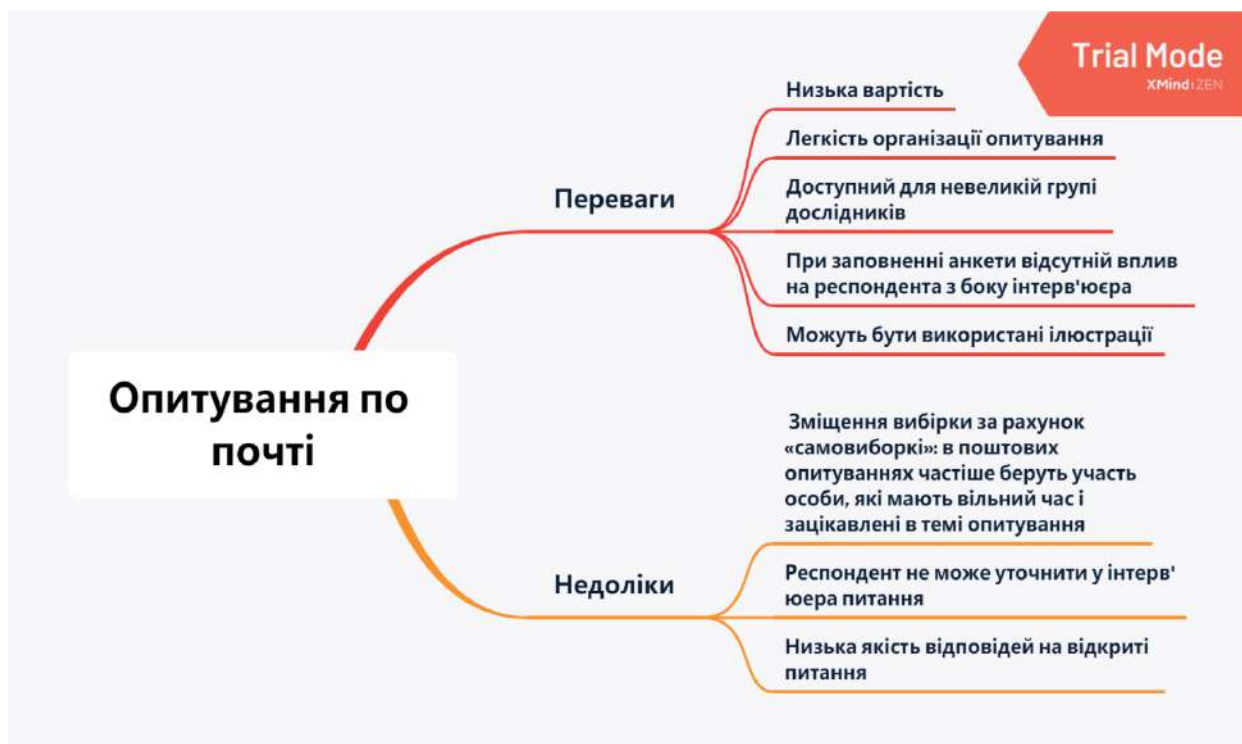 Trial Mode
XMind:ZEN
Низька вартість
Легкість організації опитування
Переваги
Доступний для невеликій групі
дослідників
При заповненні анкети відсутній вплив
на респондента з боку інтерв'юєра
Можуть бути використані ілюстрації
Опитування по
почті
Зміщення вибірки за рахунок
«самовиборкі»: в поштових
опитуваннях частіше беруть участь
особи, які мають вільний час і
зацікавлені в темі опитування
Недоліки
Респондент не може уточнити у інтерв'
юера питання
Низька якість відповідей на відкриті
питання